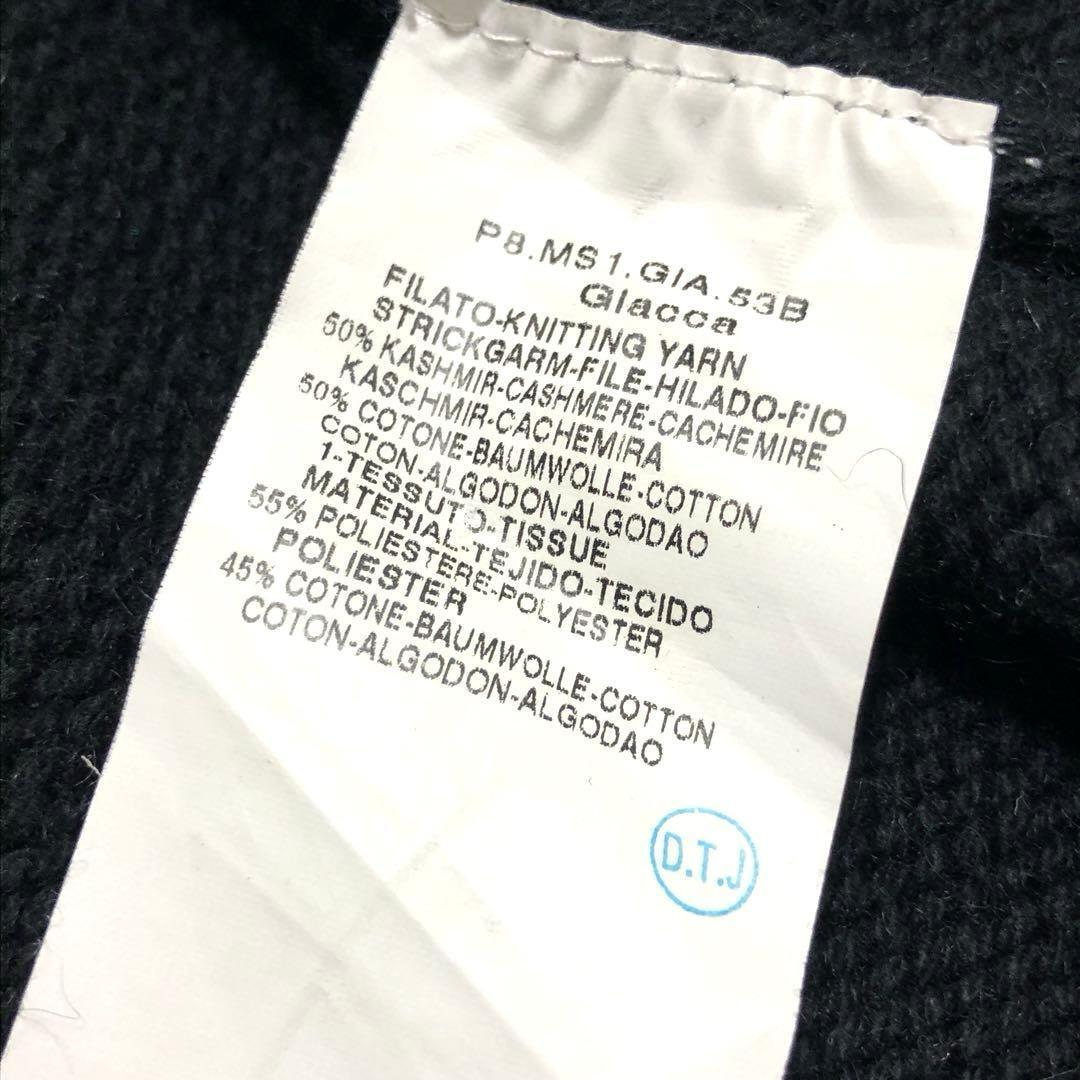 P8.MS1.GIA.53B
Giacca
FILATO-KNITTING YARN
STRICKGARM-FILE-HILADO-FIO
50% KASHMIR-CASHMERE-CACHEMIRE
KASCHMIR-CACHEMIRA
50% COTONE-BAUMWOLLE-COTTON
COTON-ALGODON-ALGODAO
1-TESSUTO-TISSUE
MATERIAL-TEJIDO-TECIDO
55% POLIESTERE-POLYESTER
POLIESTER
45% COTONE-BAUMWOLLE-COTTON
COTON-ALGODON-ALGODAO
D.T.J